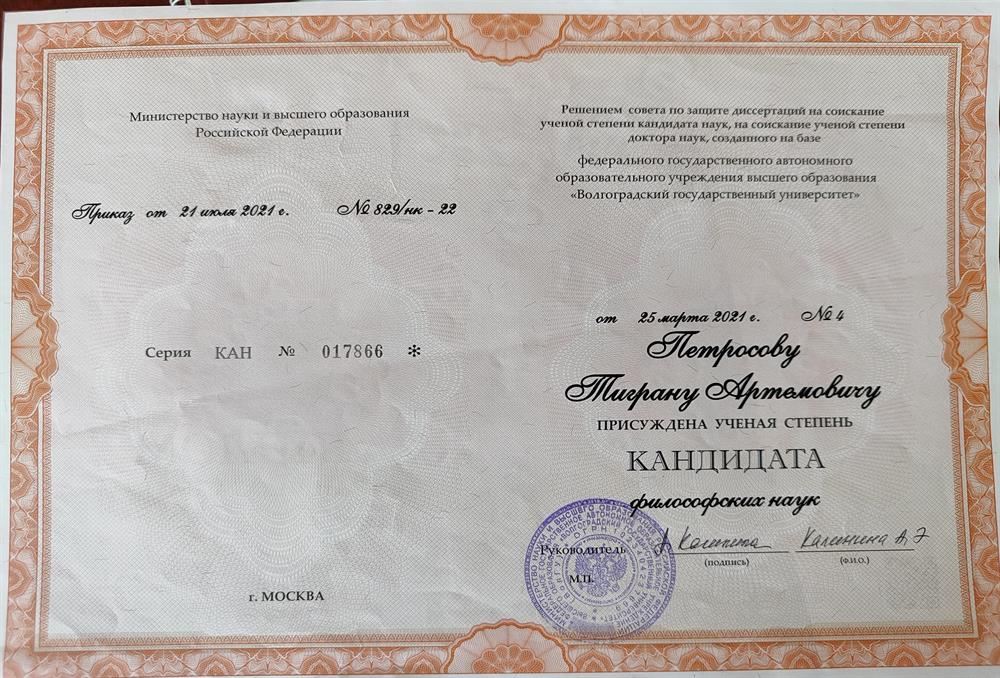 Министерство науки и высшего образования
Российской Федерации
Приказ от 21 июля 2021 г. № 829/нк - 22
Серия КАН № 017866 *
г. МОСКВА
Решением совета по защите диссертаций на соискание
ученой степени кандидата наук, на соискание ученой степени
доктора наук, созданного на базе
федерального государственного автономного
образовательного учреждения высшего образования
«Волгоградский государственный университет»
от 25 марта 2021 г. № 4
Петросову
Тиграну Артемовичу
ПРИСУЖДЕНА УЧЕНАЯ СТЕПЕНЬ
КАНДИДАТА
философских наук
Руководитель Калинина А Э
(подпись) (Ф.И.О.)
М.П.